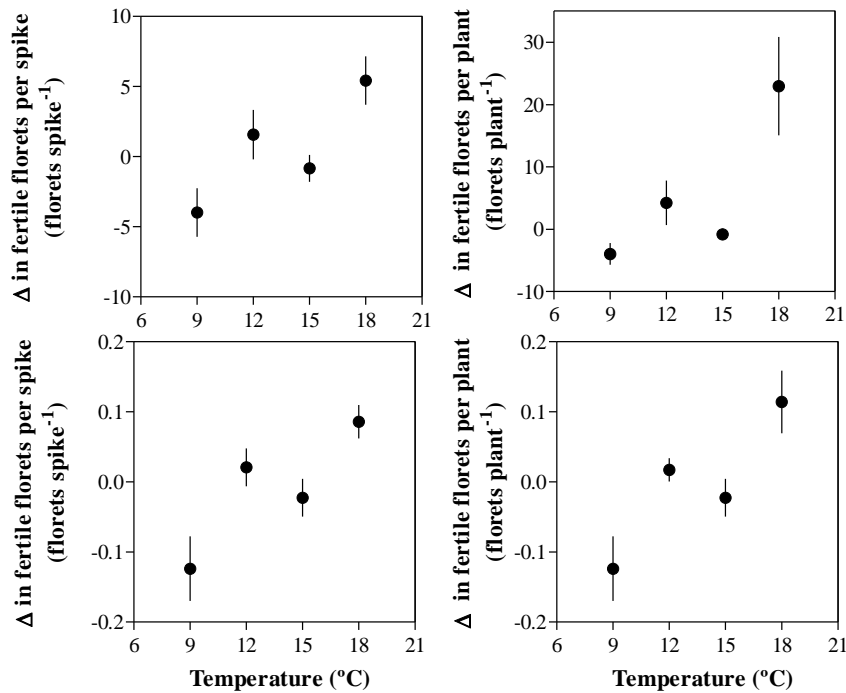 Δ in fertile florets per spike
(florets spike-1)
10
5
0
-5
-10
6 9 12 15 18 21
Δ in fertile florets per plant
(florets plant-1)
30
20
10
0
-10
6 9 12 15 18 21
Δ in fertile florets per spike
(florets spike-1)
0.2
0.1
0.0
-0.1
-0.2
6 9 12 15 18 21
Temperature (ºC)
Δ in fertile florets per plant
(florets plant-1)
0.2
0.1
0.0
-0.1
-0.2
6 9 12 15 18 21
Temperature (ºC)